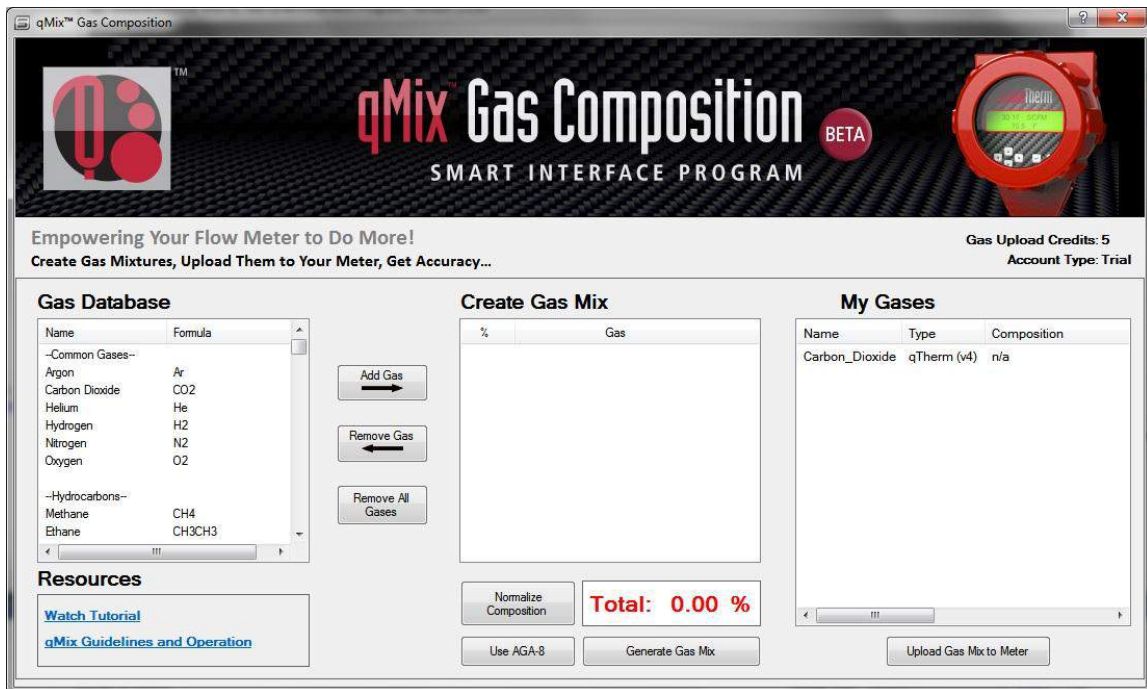 qMix™ Gas Composition
TM
qMix™ Gas Composition
BETA
SMART INTERFACE PROGRAM
Therm
Empowering Your Flow Meter to Do More!
Create Gas Mixtures, Upload Them to Your Meter, Get Accuracy...
Gas Upload Credits: 5
Account Type: Trial
Gas Database
Name Formula
--Common Gases--
Argon Ar
Carbon Dioxide CO2
Helium He
Hydrogen H2
Nitrogen N2
Oxygen O2
--Hydrocarbons--
Methane CH4
Ethane CH3CH3
Add Gas
Remove Gas
Remove All
Gases
Create Gas Mix
% Gas
Normalize
Composition
Total: 0.00 %
Use AGA-8
Generate Gas Mix
My Gases
Name Type Composition
Carbon_Dioxide qTherm (v4) n/a
Upload Gas Mix to Meter
Resources
Watch Tutorial
qMix Guidelines and Operation